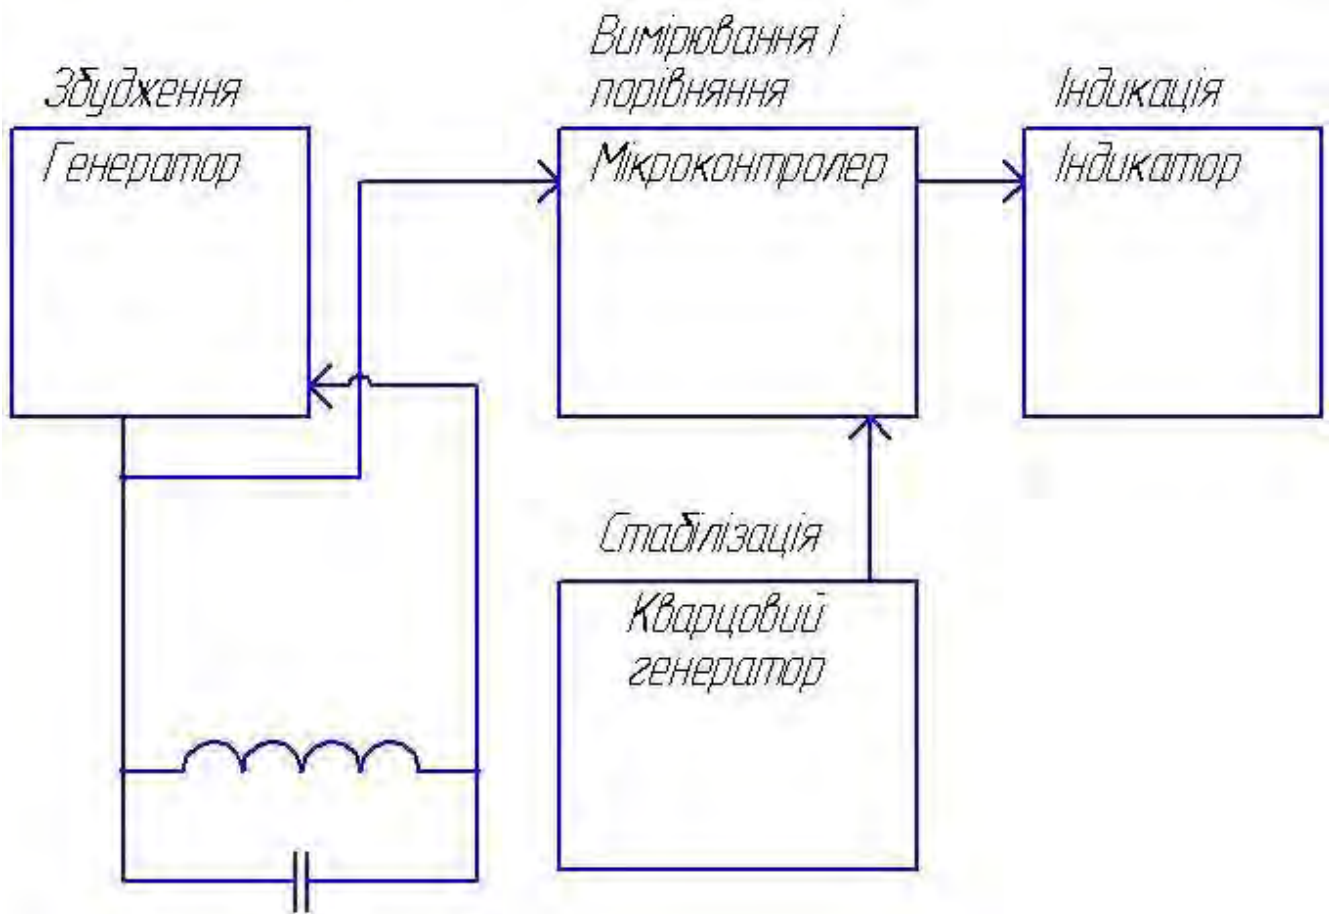 Збудження
Генератор
Вимірювання і
порівняння
Мікроконтролер
Індикація
Індикатор
Стабілізація
Кварцовий
генератор